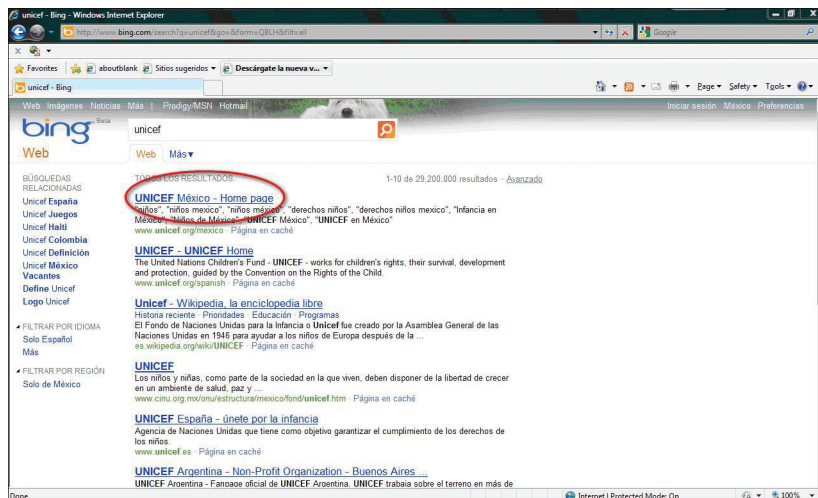 unicef - Bing - Windows Internet Explorer
http://www.bing.com/search?q=unicef&go=&form=QBLH&filt=all
Google
Favorites aboutblank Sitios sugeridos Descárgate la nueva v...
unicef - Bing
Page Safety Tools
Web Imágenes Noticias Más | Prodigy/MSN Hotmail
Iniciar sesión México Preferencias
bing Beta
unicef
Web
Web Más
BÚSQUEDAS RELACIONADAS
Unicef España
Unicef Juegos
Unicef Haiti
Unicef Colombia
Unicef Definición
Unicef México
Vacantes
Define Unicef
Logo Unicef
FILTRAR POR IDIOMA
Solo Español
Más
FILTRAR POR REGIÓN
Solo de México
TODOS LOS RESULTADOS
1-10 de 29,200,000 resultados · Avanzado
UNICEF México - Home page
"niños", "niños mexico", "niños méxico", "derechos niños", "derechos niños mexico", "Infancia en
México", "Niños de México", "UNICEF México", "UNICEF en México"
www.unicef.org/mexico · Página en caché
UNICEF - UNICEF Home
The United Nations Children's Fund - UNICEF - works for children's rights, their survival, development
and protection, guided by the Convention on the Rights of the Child.
www.unicef.org/spanish · Página en caché
Unicef - Wikipedia, la enciclopedia libre
Historia reciente · Prioridades · Educación · Programas
El Fondo de Naciones Unidas para la Infancia o Unicef fue creado por la Asamblea General de las
Naciones Unidas en 1946 para ayudar a los niños de Europa después de la ...
es.wikipedia.org/wiki/UNICEF · Página en caché
UNICEF
Los niños y niñas, como parte de la sociedad en la que viven, deben disponer de la libertad de crecer
en un ambiente de salud, paz y ...
www.cinu.org.mx/onu/estructura/mexico/fond/unicef.htm · Página en caché
UNICEF España - únete por la infancia
Agencia de Naciones Unidas que tiene como objetivo garantizar el cumplimiento de los derechos de
los niños.
www.unicef.es · Página en caché
UNICEF Argentina - Non-Profit Organization - Buenos Aires ...
UNICEF Argentina - Fanpage oficial de UNICEF Argentina. UNICEF trabaja sobre el terreno en más de
Done
Internet | Protected Mode: On
100%